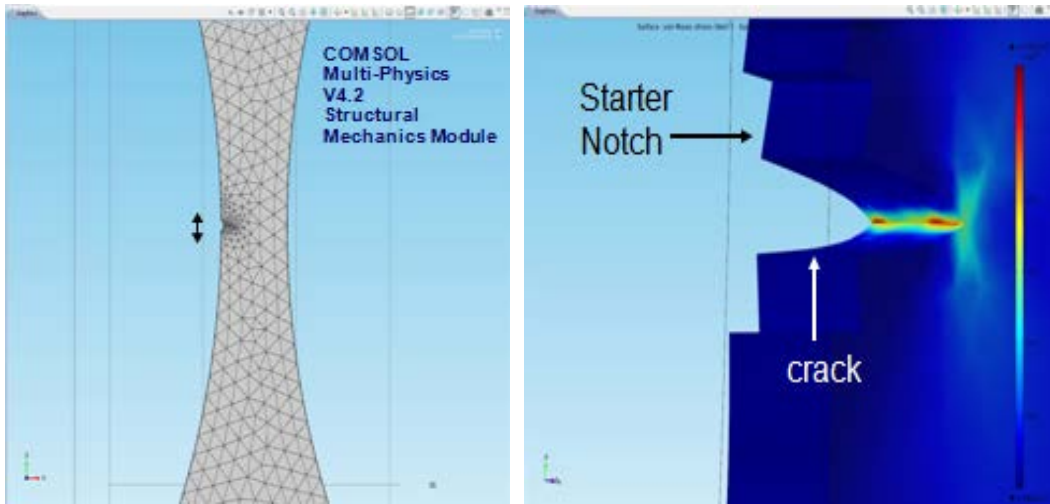 COMSOL
Multi-Physics
V4.2
Structural
Mechanics Module
Starter
Notch
crack